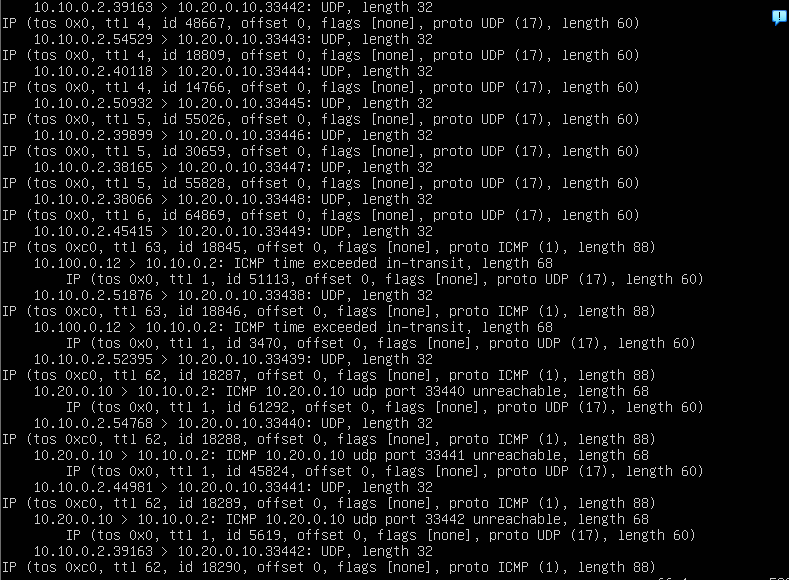 10.10.0.2.39163 > 10.20.0.10.33442: UDP, length 32
IP (tos 0x0, ttl 4, id 48667, offset 0, flags [none], proto UDP (17), length 60)
10.10.0.2.54529 > 10.20.0.10.33443: UDP, length 32
IP (tos 0x0, ttl 4, id 18809, offset 0, flags [none], proto UDP (17), length 60)
10.10.0.2.40118 > 10.20.0.10.33444: UDP, length 32
IP (tos 0x0, ttl 4, id 14766, offset 0, flags [none], proto UDP (17), length 60)
10.10.0.2.50932 > 10.20.0.10.33445: UDP, length 32
IP (tos 0x0, ttl 5, id 55026, offset 0, flags [none], proto UDP (17), length 60)
10.10.0.2.39899 > 10.20.0.10.33446: UDP, length 32
IP (tos 0x0, ttl 5, id 30659, offset 0, flags [none], proto UDP (17), length 60)
10.10.0.2.38165 > 10.20.0.10.33447: UDP, length 32
IP (tos 0x0, ttl 5, id 55828, offset 0, flags [none], proto UDP (17), length 60)
10.10.0.2.38066 > 10.20.0.10.33448: UDP, length 32
IP (tos 0x0, ttl 6, id 64869, offset 0, flags [none], proto UDP (17), length 60)
10.10.0.2.45415 > 10.20.0.10.33449: UDP, length 32
IP (tos 0xc0, ttl 63, id 18845, offset 0, flags [none], proto ICMP (1), length 88)
10.100.0.12 > 10.10.0.2: ICMP time exceeded in-transit, length 68
IP (tos 0x0, ttl 1, id 51113, offset 0, flags [none], proto UDP (17), length 60)
10.10.0.2.51876 > 10.20.0.10.33438: UDP, length 32
IP (tos 0xc0, ttl 63, id 18846, offset 0, flags [none], proto ICMP (1), length 88)
10.100.0.12 > 10.10.0.2: ICMP time exceeded in-transit, length 68
IP (tos 0x0, ttl 1, id 3470, offset 0, flags [none], proto UDP (17), length 60)
10.10.0.2.52395 > 10.20.0.10.33439: UDP, length 32
IP (tos 0xc0, ttl 62, id 18287, offset 0, flags [none], proto ICMP (1), length 88)
10.20.0.10 > 10.10.0.2: ICMP 10.20.0.10 udp port 33440 unreachable, length 68
IP (tos 0x0, ttl 1, id 61292, offset 0, flags [none], proto UDP (17), length 60)
10.10.0.2.54768 > 10.20.0.10.33440: UDP, length 32
IP (tos 0xc0, ttl 62, id 18288, offset 0, flags [none], proto ICMP (1), length 88)
10.20.0.10 > 10.10.0.2: ICMP 10.20.0.10 udp port 33441 unreachable, length 68
IP (tos 0x0, ttl 1, id 45824, offset 0, flags [none], proto UDP (17), length 60)
10.10.0.2.44981 > 10.20.0.10.33441: UDP, length 32
IP (tos 0xc0, ttl 62, id 18289, offset 0, flags [none], proto ICMP (1), length 88)
10.20.0.10 > 10.10.0.2: ICMP 10.20.0.10 udp port 33442 unreachable, length 68
IP (tos 0x0, ttl 1, id 5619, offset 0, flags [none], proto UDP (17), length 60)
10.10.0.2.39163 > 10.20.0.10.33442: UDP, length 32
IP (tos 0xc0, ttl 62, id 18290, offset 0, flags [none], proto ICMP (1), length 88)